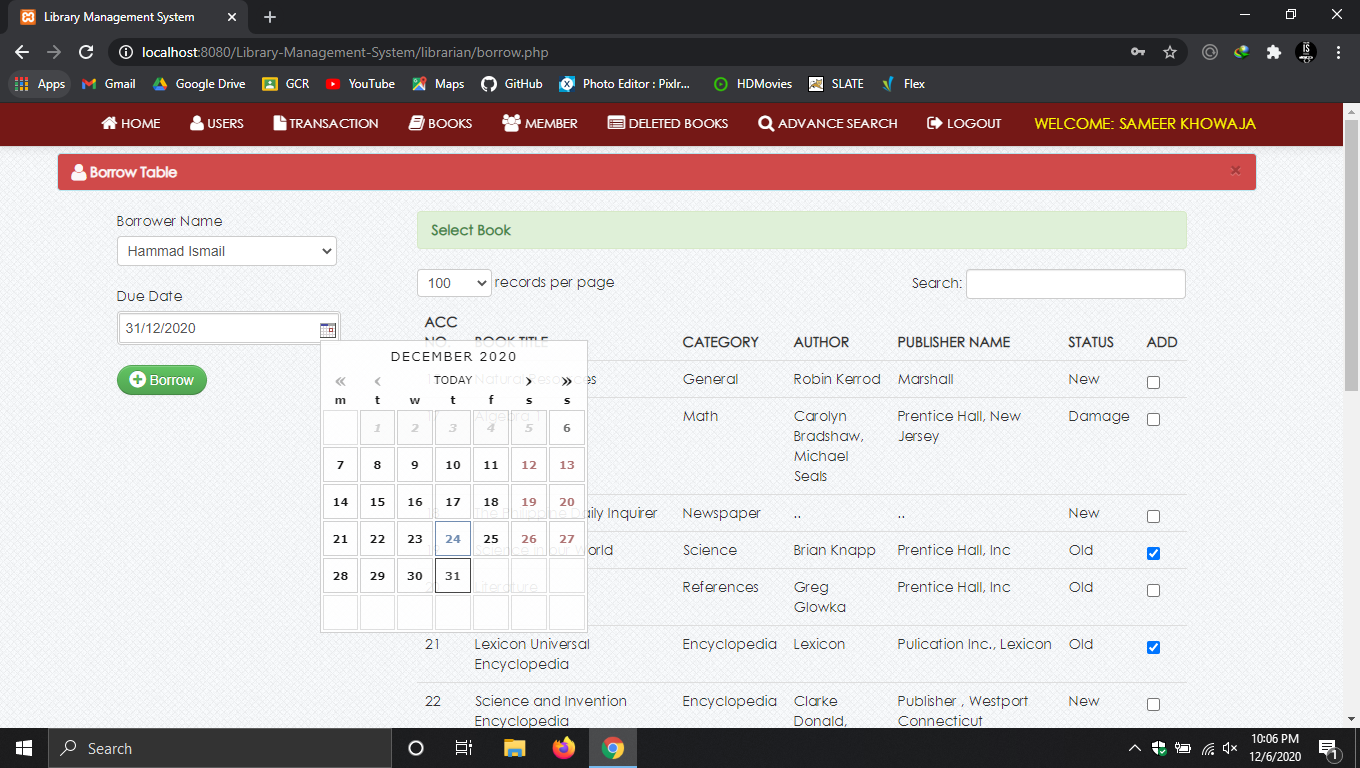 Library Management System
localhost:8080/Library-Management-System/librarian/borrow.php
Apps Gmail Google Drive GCR YouTube Maps GitHub Photo Editor : Pixlr... HDMovies SLATE Flex
HOME USERS TRANSACTION BOOKS MEMBER DELETED BOOKS ADVANCE SEARCH LOGOUT WELCOME: SAMEER KHOWAJA
Borrow Table ×
Borrower Name
Hammad Ismail
Due Date
31/12/2020
Borrow
Select Book
100 records per page Search:
ACC NO. BOOK TITLE CATEGORY AUTHOR PUBLISHER NAME STATUS ADD
Natural Resources General Robin Kerrod Marshall New
Algebra 1 Math Carolyn Bradshaw, Michael Seals Prentice Hall, New Jersey Damage
The Philippine Daily Inquirer Newspaper .. .. New
Science in our World Science Brian Knapp Prentice Hall, Inc Old
Literature References Greg Glowka Prentice Hall, Inc Old
21 Lexicon Universal Encyclopedia Encyclopedia Lexicon Pulication Inc., Lexicon Old
22 Science and Invention Encyclopedia Encyclopedia Clarke Donald, Publisher , Westport Connecticut New
DECEMBER 2020
« ‹ TODAY › »
m t w t f s s
1 2 3 4 5 6
7 8 9 10 11 12 13
14 15 16 17 18 19 20
21 22 23 24 25 26 27
28 29 30 31
Search
10:06 PM
12/6/2020
1